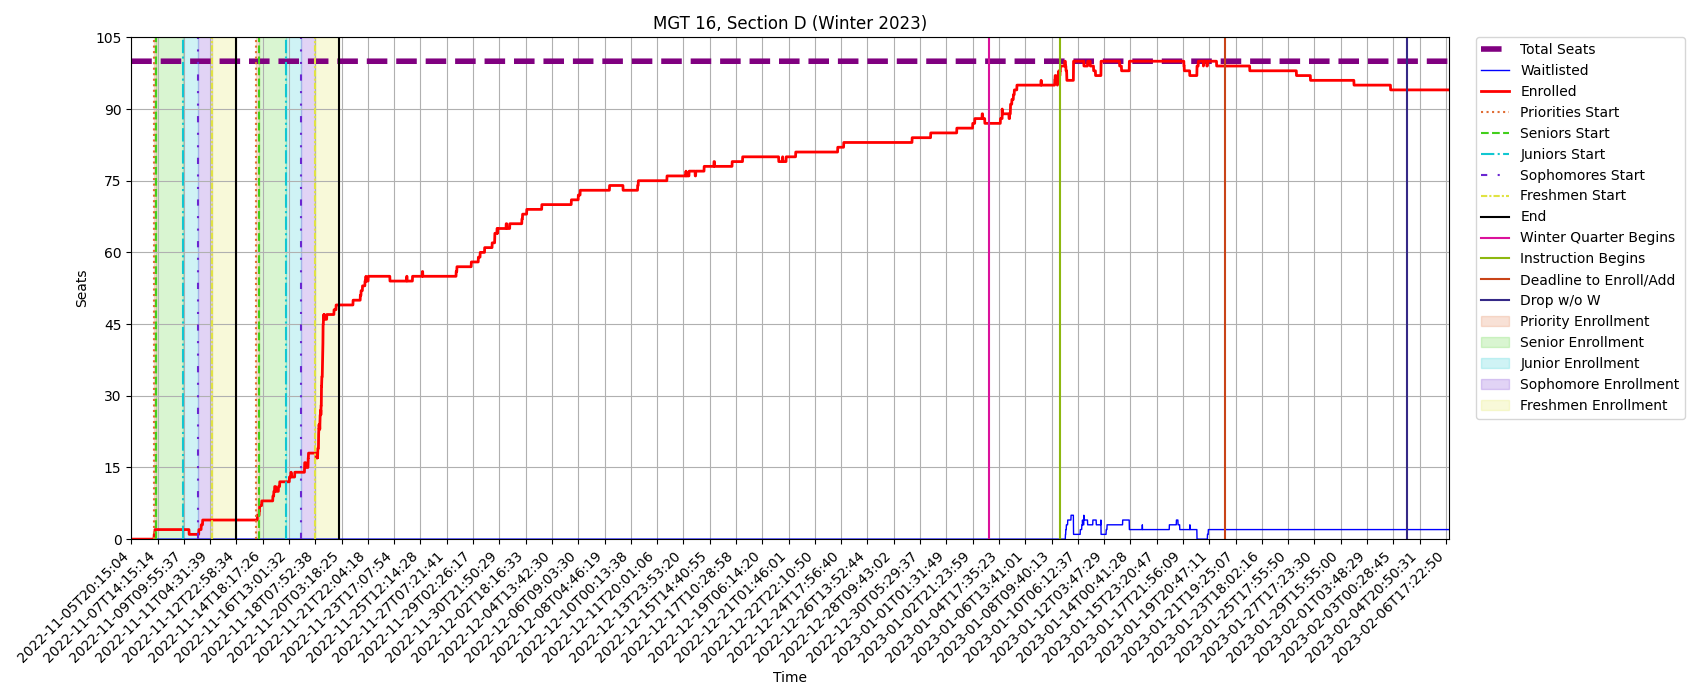 MGT 16, Section D (Winter 2023)
105
90
75
60
45
30
15
0
Seats
2022-11-05T20:15:04
2022-11-07T14:15:14
2022-11-09T09:55:37
2022-11-11T04:31:39
2022-11-12T22:58:34
2022-11-14T18:17:26
2022-11-16T13:01:32
2022-11-18T07:52:38
2022-11-20T03:18:25
2022-11-21T22:04:18
2022-11-23T17:07:54
2022-11-25T12:14:28
2022-11-27T07:21:41
2022-11-29T02:26:17
2022-11-30T21:50:29
2022-12-02T18:16:33
2022-12-04T13:42:30
2022-12-06T09:03:30
2022-12-08T04:46:19
2022-12-10T00:13:38
2022-12-11T20:01:06
2022-12-13T23:53:20
2022-12-15T14:40:55
2022-12-17T10:28:58
2022-12-19T06:14:20
2022-12-21T01:46:01
2022-12-22T22:10:50
2022-12-24T17:56:40
2022-12-26T13:52:44
2022-12-28T09:43:02
2022-12-30T05:29:37
2023-01-01T01:31:49
2023-01-02T21:23:59
2023-01-04T17:35:23
2023-01-06T13:41:01
2023-01-08T09:40:13
2023-01-10T06:12:37
2023-01-12T03:47:29
2023-01-14T00:41:28
2023-01-15T23:20:47
2023-01-17T21:56:09
2023-01-19T20:47:11
2023-01-21T19:25:07
2023-01-23T18:02:16
2023-01-25T17:55:50
2023-01-27T17:23:30
2023-01-29T15:55:00
2023-02-01T03:48:29
2023-02-03T00:28:45
2023-02-04T20:50:31
2023-02-06T17:22:50
Time
Total Seats
Waitlisted
Enrolled
Priorities Start
Seniors Start
Juniors Start
Sophomores Start
Freshmen Start
End
Winter Quarter Begins
Instruction Begins
Deadline to Enroll/Add
Drop w/o W
Priority Enrollment
Senior Enrollment
Junior Enrollment
Sophomore Enrollment
Freshmen Enrollment